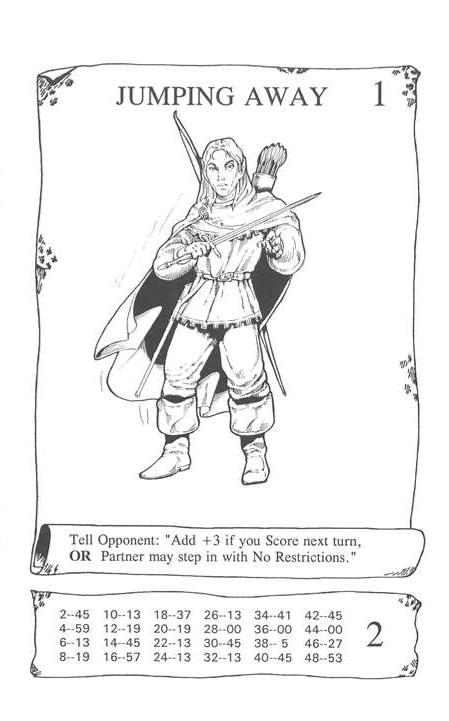 JUMPING AWAY 1
Tell Opponent: "Add +3 if you Score next turn,
OR Partner may step in with No Restrictions."
2--45 10--13 18--37 26--13 34--41 42--45
4--59 12--19 20--19 28--00 36--00 44--00
6--13 14--45 22--13 30--45 38-- 5 46--27
8--19 16--57 24--13 32--13 40--45 48--53
2